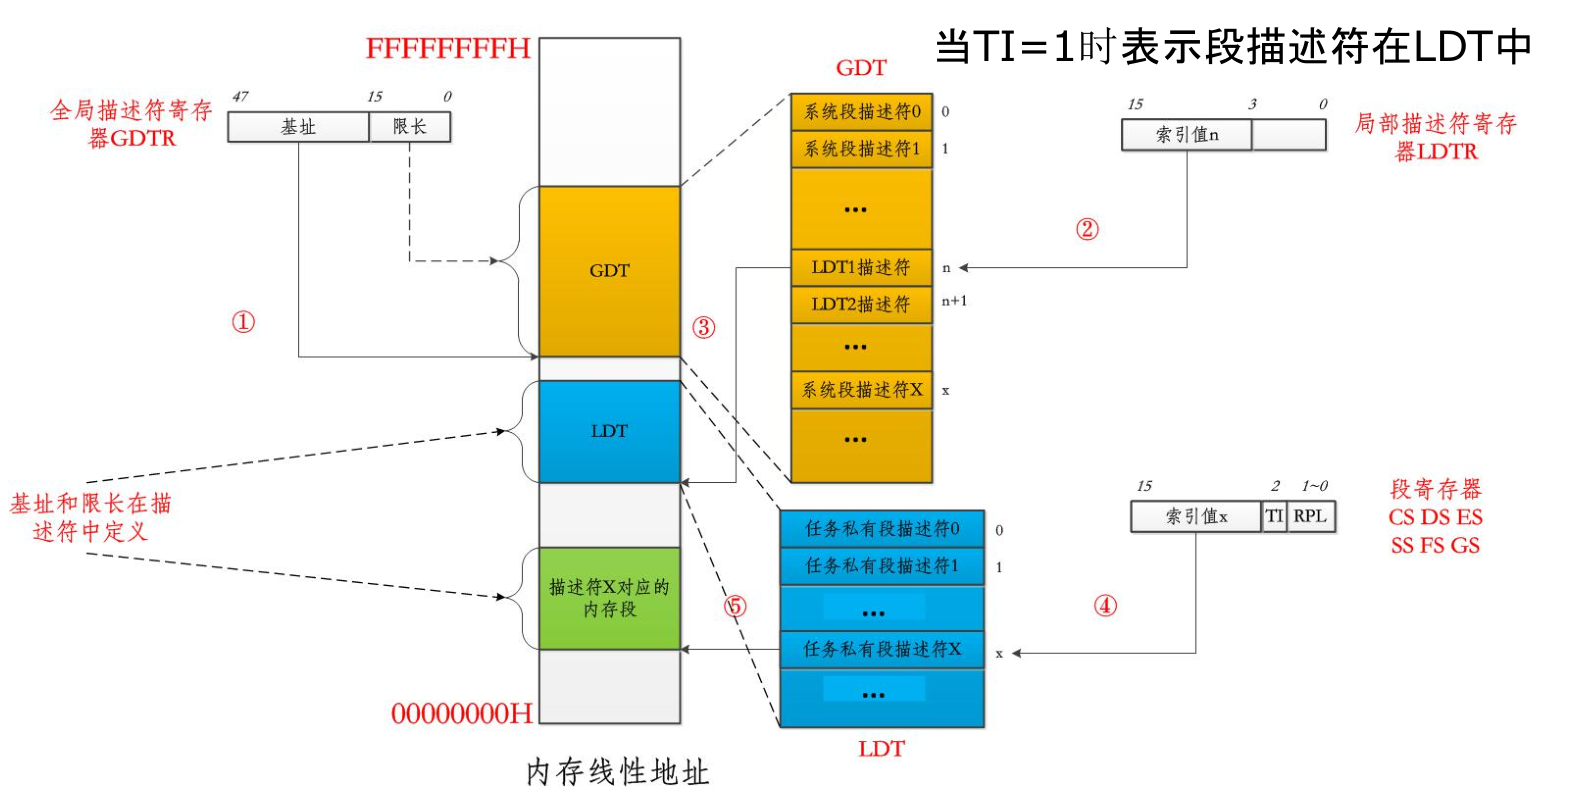 当TI=1时表示段描述符在LDT中
FFFFFFFFH
GDT
47
15
0
全局描述符寄存
器GDTR
基址
限长
系统段描述符0
0
系统段描述符1
1
...
LDT1描述符
n
LDT2描述符
n+1
...
系统段描述符X
x
...
15
3
0
索引值n
局部描述符寄存
器LDTR
②
①
③
GDT
LDT
基址和限长在描
述符中定义
描述符X对应的
内存段
00000000H
内存线性地址
任务私有段描述符0
0
任务私有段描述符1
1
...
任务私有段描述符X
x
...
LDT
⑤
④
15
2
1~0
索引值x
TI
RPL
段寄存器
CS DS ES
SS FS GS